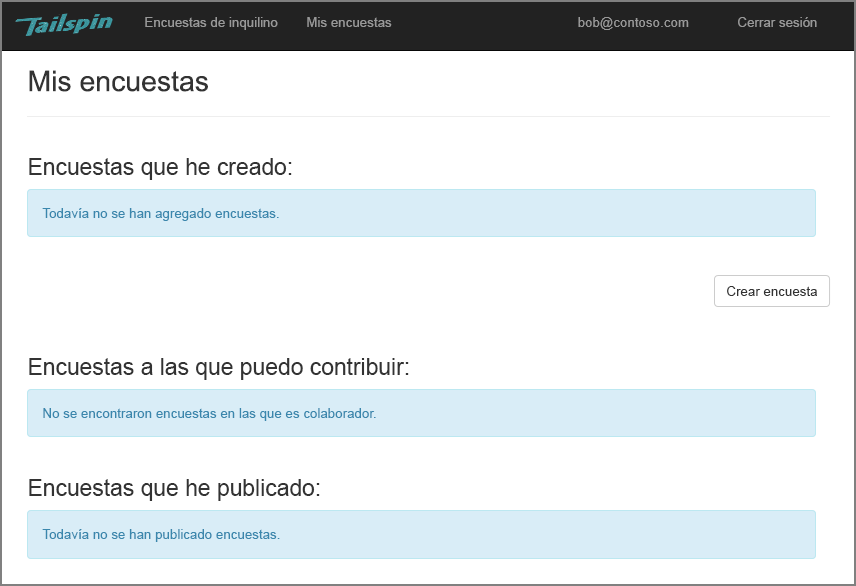 Tailspin Encuestas de inquilino Mis encuestas bob@contoso.com Cerrar sesión
Mis encuestas
Encuestas que he creado:
Todavía no se han agregado encuestas.
Crear encuesta
Encuestas a las que puedo contribuir:
No se encontraron encuestas en las que es colaborador.
Encuestas que he publicado:
Todavía no se han publicado encuestas.